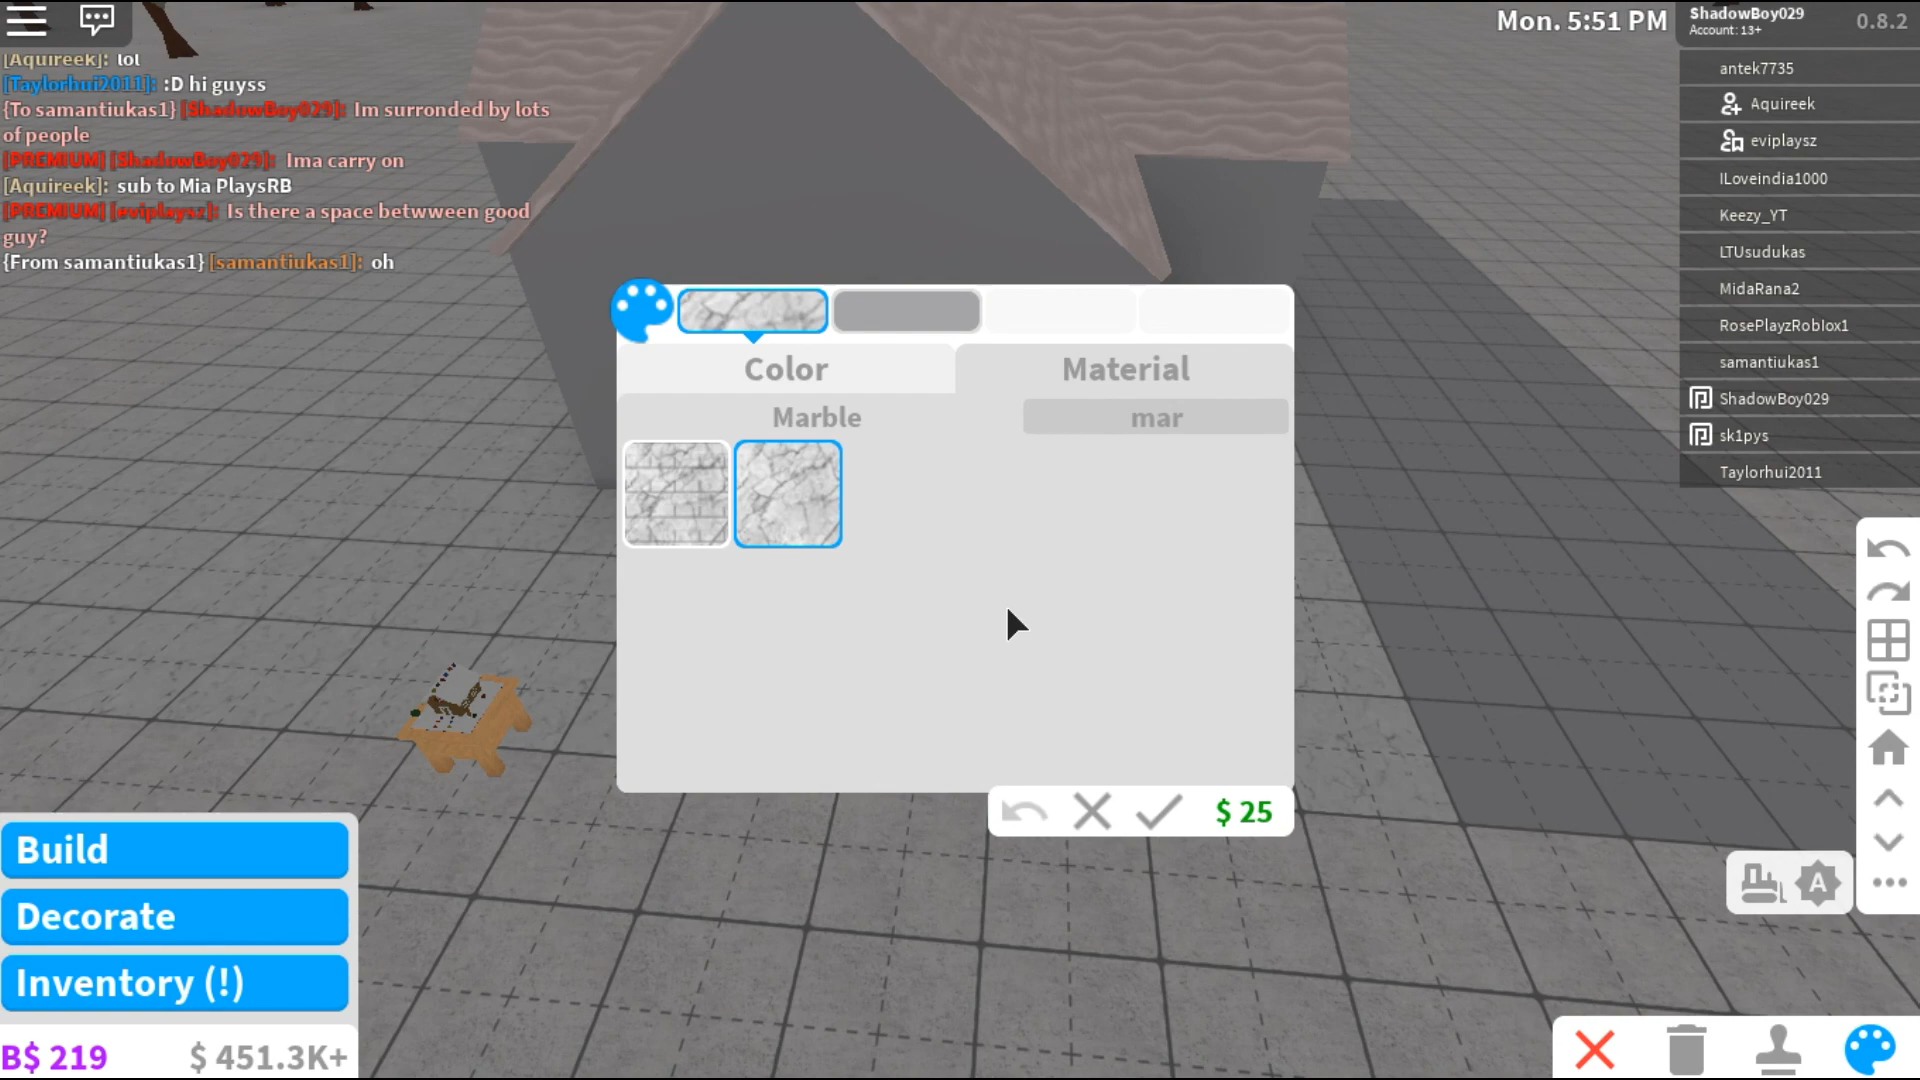 Mon. 5:51 PM
ShadowBoy029
Account: 13+
0.8.2
[Aquireek]: lol
[Taylorhui2011]: :D hi guyss
{To samantiukas1} [ShadowBoy029]: Im surronded by lots
of people
[PREMIUM] [ShadowBoy029]: Ima carry on
[Aquireek]: sub to Mia PlaysRB
[PREMIUM] [eviplaysz]: Is there a space betwween good
guy?
{From samantiukas1} [samantiukas1]: oh
antek7735
Aquireek
eviplaysz
ILoveindia1000
Keezy_YT
LTUsudukas
MidaRana2
RosePlayzRoblox1
samantiukas1
ShadowBoy029
sk1pys
Taylorhui2011
Color
Material
Marble
mar
$ 25
Build
Decorate
Inventory (!)
B$ 219
$ 451.3K+
A